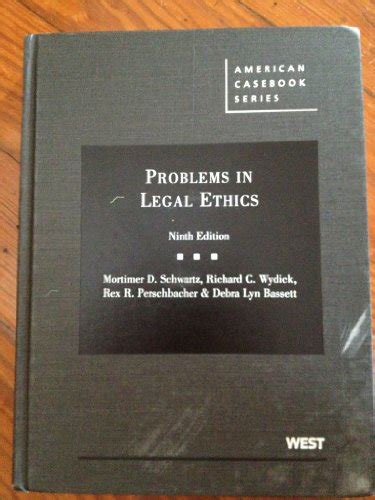 AMERICAN
CASEBOOK
SERIES
PROBLEMS IN
LEGAL ETHICS
Ninth Edition
Mortimer D. Schwartz, Richard C. Wydick,
Rex R. Perschbacher & Debra Lyn Bassett
WEST